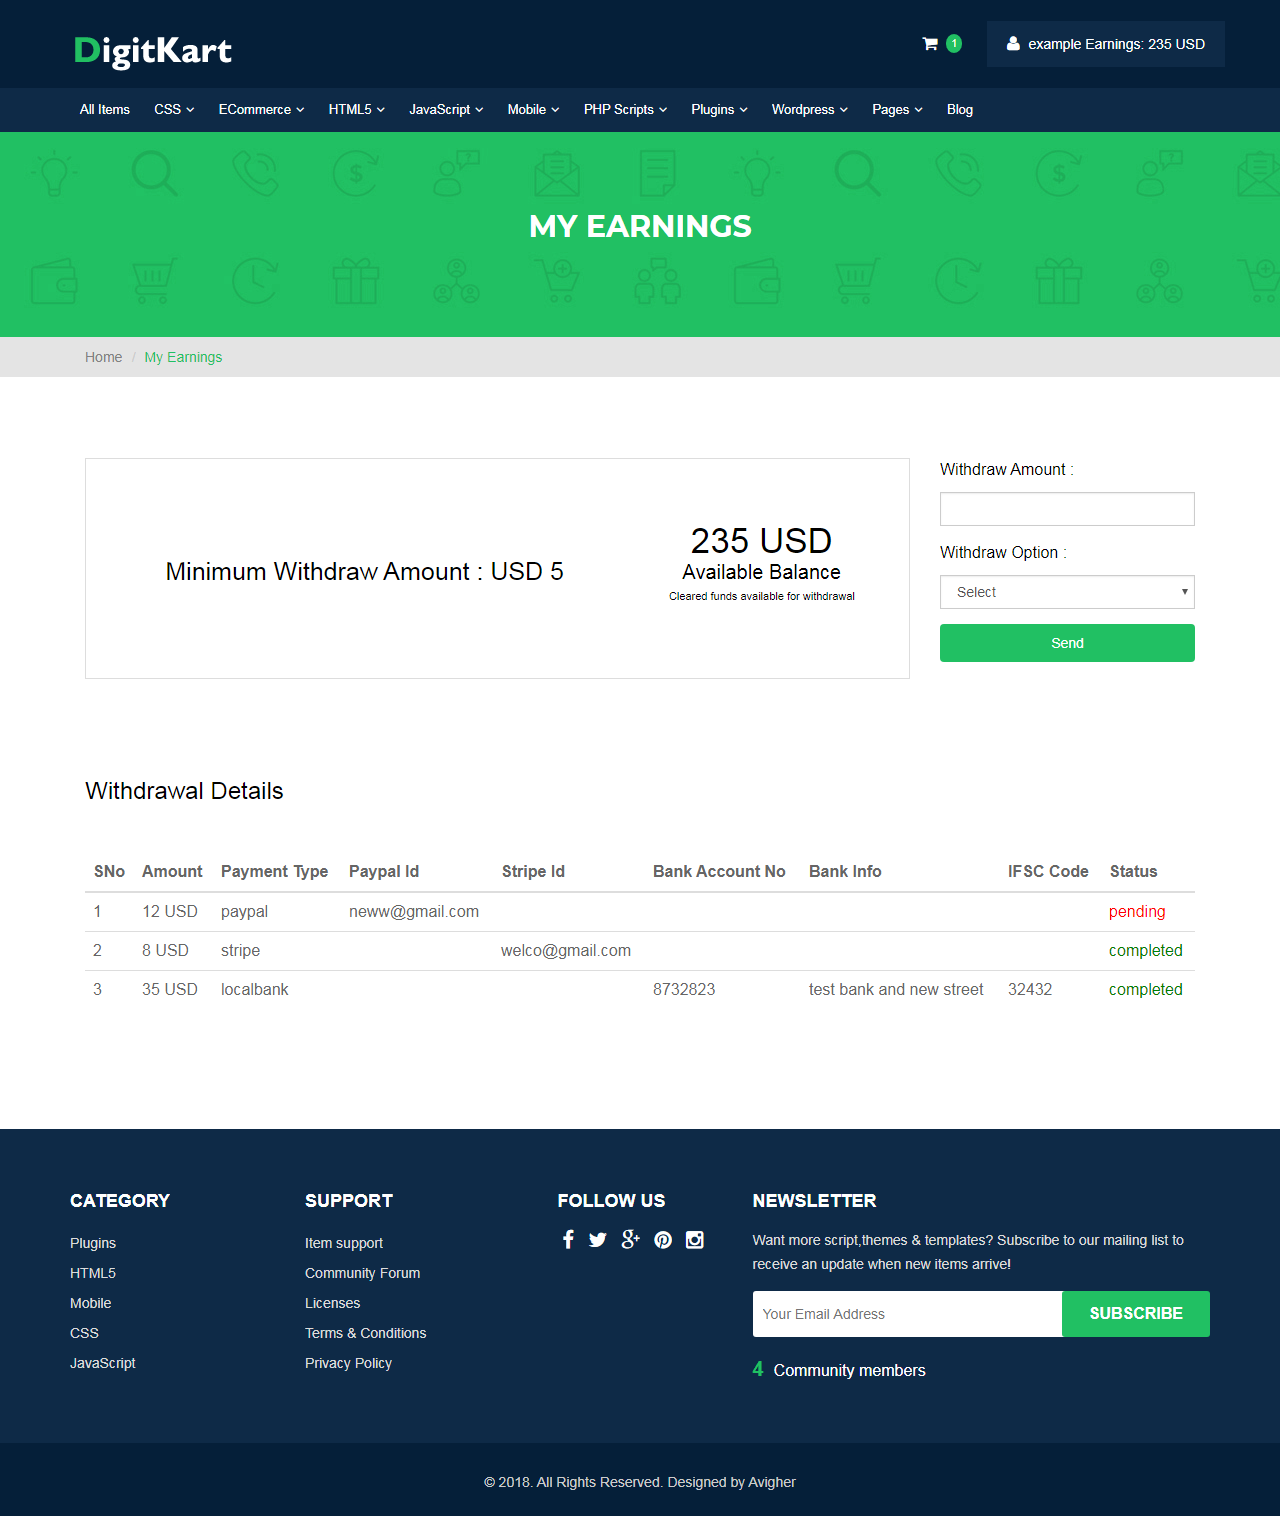 DigitKart
1
example Earnings: 235 USD
All Items CSS ECommerce HTML5 JavaScript Mobile PHP Scripts Plugins Wordpress Pages Blog
MY EARNINGS
Home / My Earnings
Minimum Withdraw Amount : USD 5
235 USD
Available Balance
Cleared funds available for withdrawal
Withdraw Amount :
Withdraw Option :
Select
Send
Withdrawal Details
SNo Amount Payment Type Paypal Id Stripe Id Bank Account No Bank Info IFSC Code Status
1 12 USD paypal neww@gmail.com pending
2 8 USD stripe welco@gmail.com completed
3 35 USD localbank 8732823 test bank and new street 32432 completed
CATEGORY
Plugins
HTML5
Mobile
CSS
JavaScript
SUPPORT
Item support
Community Forum
Licenses
Terms & Conditions
Privacy Policy
FOLLOW US
NEWSLETTER
Want more script,themes & templates? Subscribe to our mailing list to
receive an update when new items arrive!
Your Email Address
SUBSCRIBE
4 Community members
© 2018. All Rights Reserved. Designed by Avigher